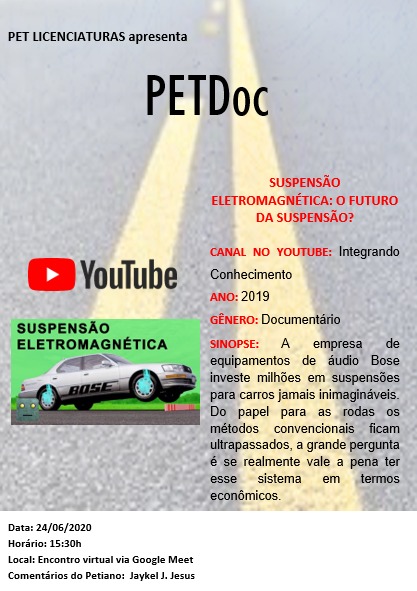 PET LICENCIATURAS apresenta
PETDoc
SUSPENSÃO
ELETROMAGNÉTICA: O FUTURO
DA SUSPENSÃO?
CANAL NO YOUTUBE: Integrando
Conhecimento
ANO: 2019
GÊNERO: Documentário
SINOPSE: A empresa de
equipamentos de áudio Bose
investe milhões em suspensões
para carros jamais inimagináveis.
Do papel para as rodas os
métodos convencionais ficam
ultrapassados, a grande pergunta
é se realmente vale a pena ter
esse sistema em termos
econômicos.
YouTube
SUSPENSÃO
ELETROMAGNÉTICA
BOSE
Data: 24/06/2020
Horário: 15:30h
Local: Encontro virtual via Google Meet
Comentários do Petiano: Jaykel J. Jesus